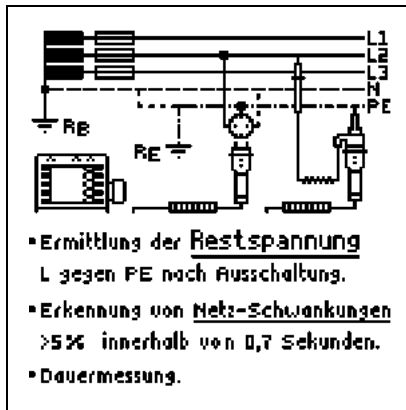 L1
L2
L3
N
PE
RB
RE
▪Ermittlung der Restspannung
L gegen PE nach Ausschaltung.
▪Erkennung von Netz-Schwankungen
>5% innerhalb von 0,7 Sekunden.
▪Dauermessung.